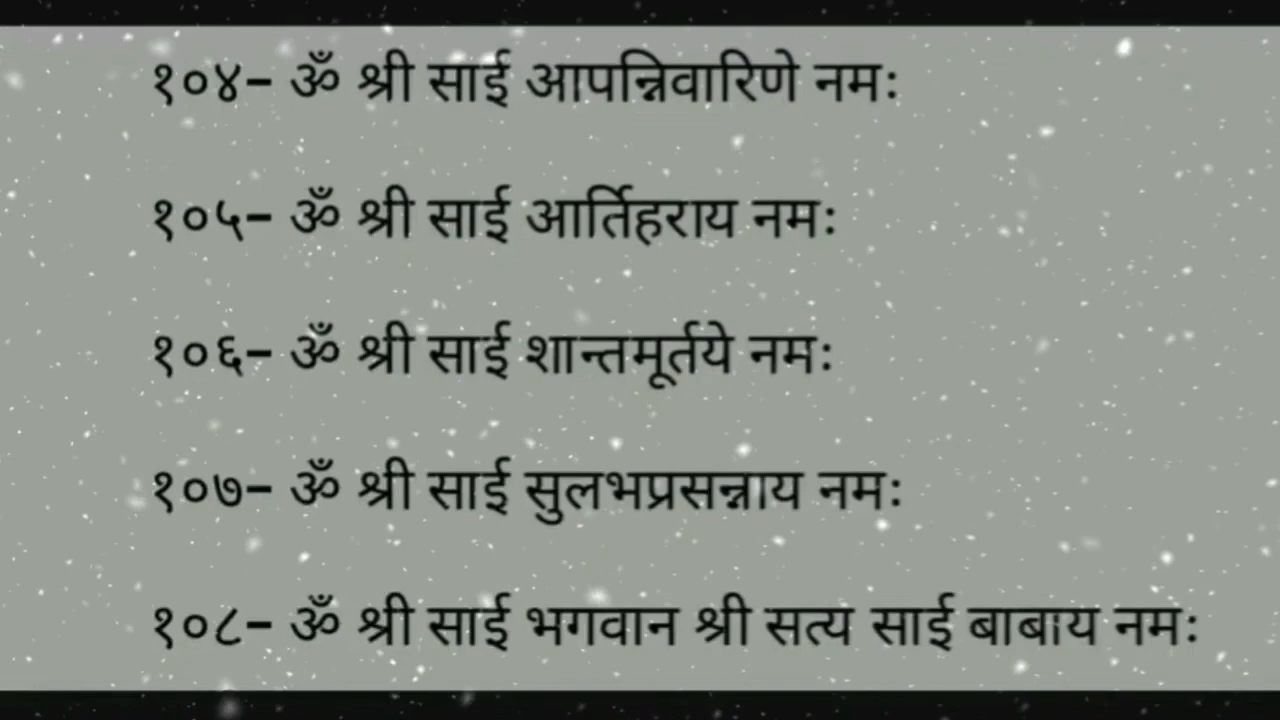 १०४- ॐ श्री साई आपन्निवारिणे नमः
१०५- ॐ श्री साई आर्तिहराय नमः
१०६- ॐ श्री साई शान्तमूर्तये नमः
१०७- ॐ श्री साई सुलभप्रसन्नाय नमः
१०८- ॐ श्री साई भगवान श्री सत्य साई बाबाय नमः